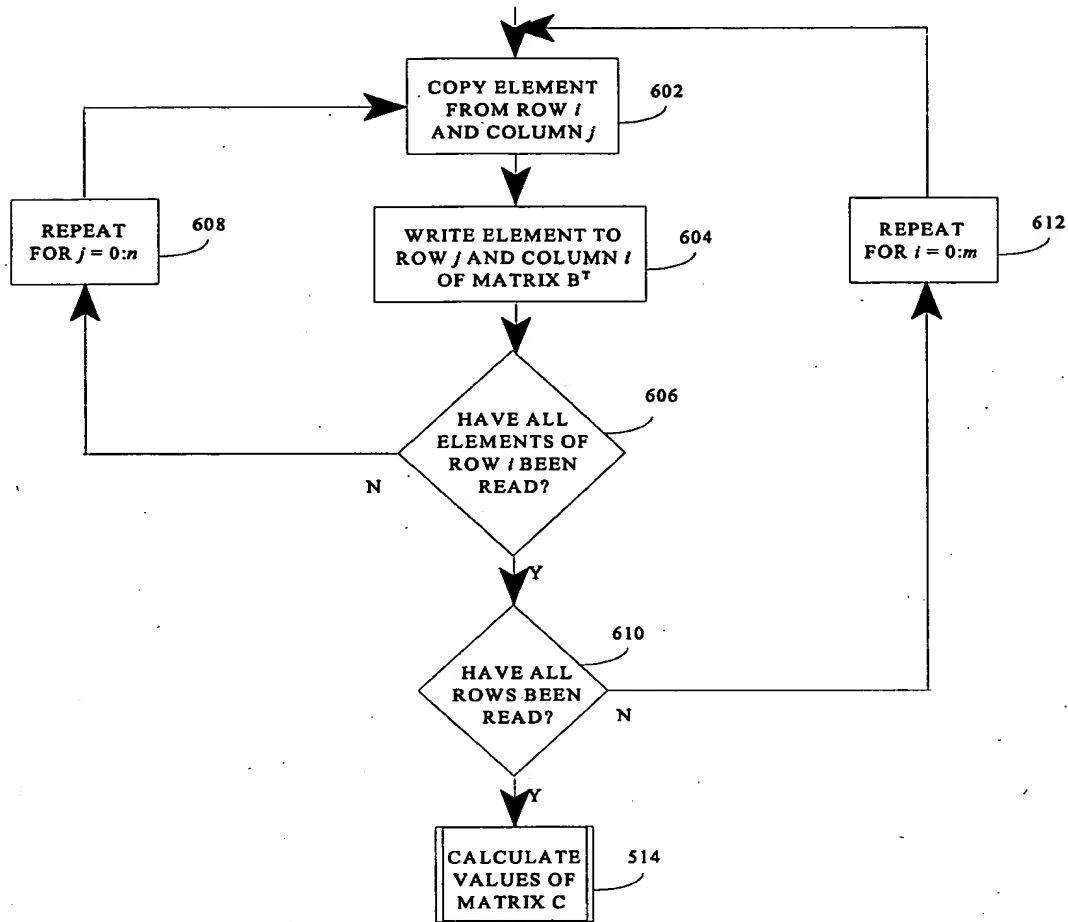 COPY ELEMENT
FROM ROW i
AND COLUMN j
602
REPEAT
FOR j = 0:n
608
WRITE ELEMENT TO
ROW j AND COLUMN i
OF MATRIX Bᵀ
604
REPEAT
FOR i = 0:m
612
HAVE ALL
ELEMENTS OF
ROW i BEEN
READ?
606
N
Y
HAVE ALL
ROWS BEEN
READ?
610
N
Y
CALCULATE
VALUES OF
MATRIX C
514